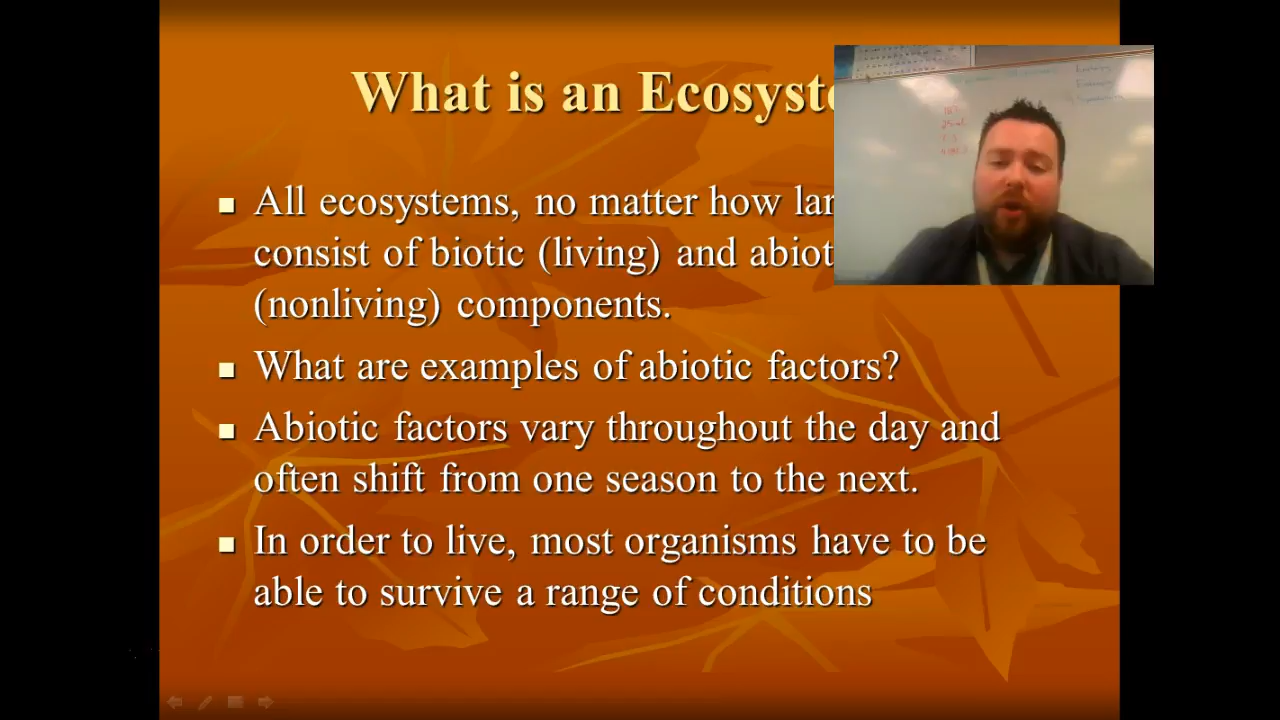 What is an Ecosyste
All ecosystems, no matter how lar
consist of biotic (living) and abiot
(nonliving) components.
What are examples of abiotic factors?
Abiotic factors vary throughout the day and
often shift from one season to the next.
In order to live, most organisms have to be
able to survive a range of conditions